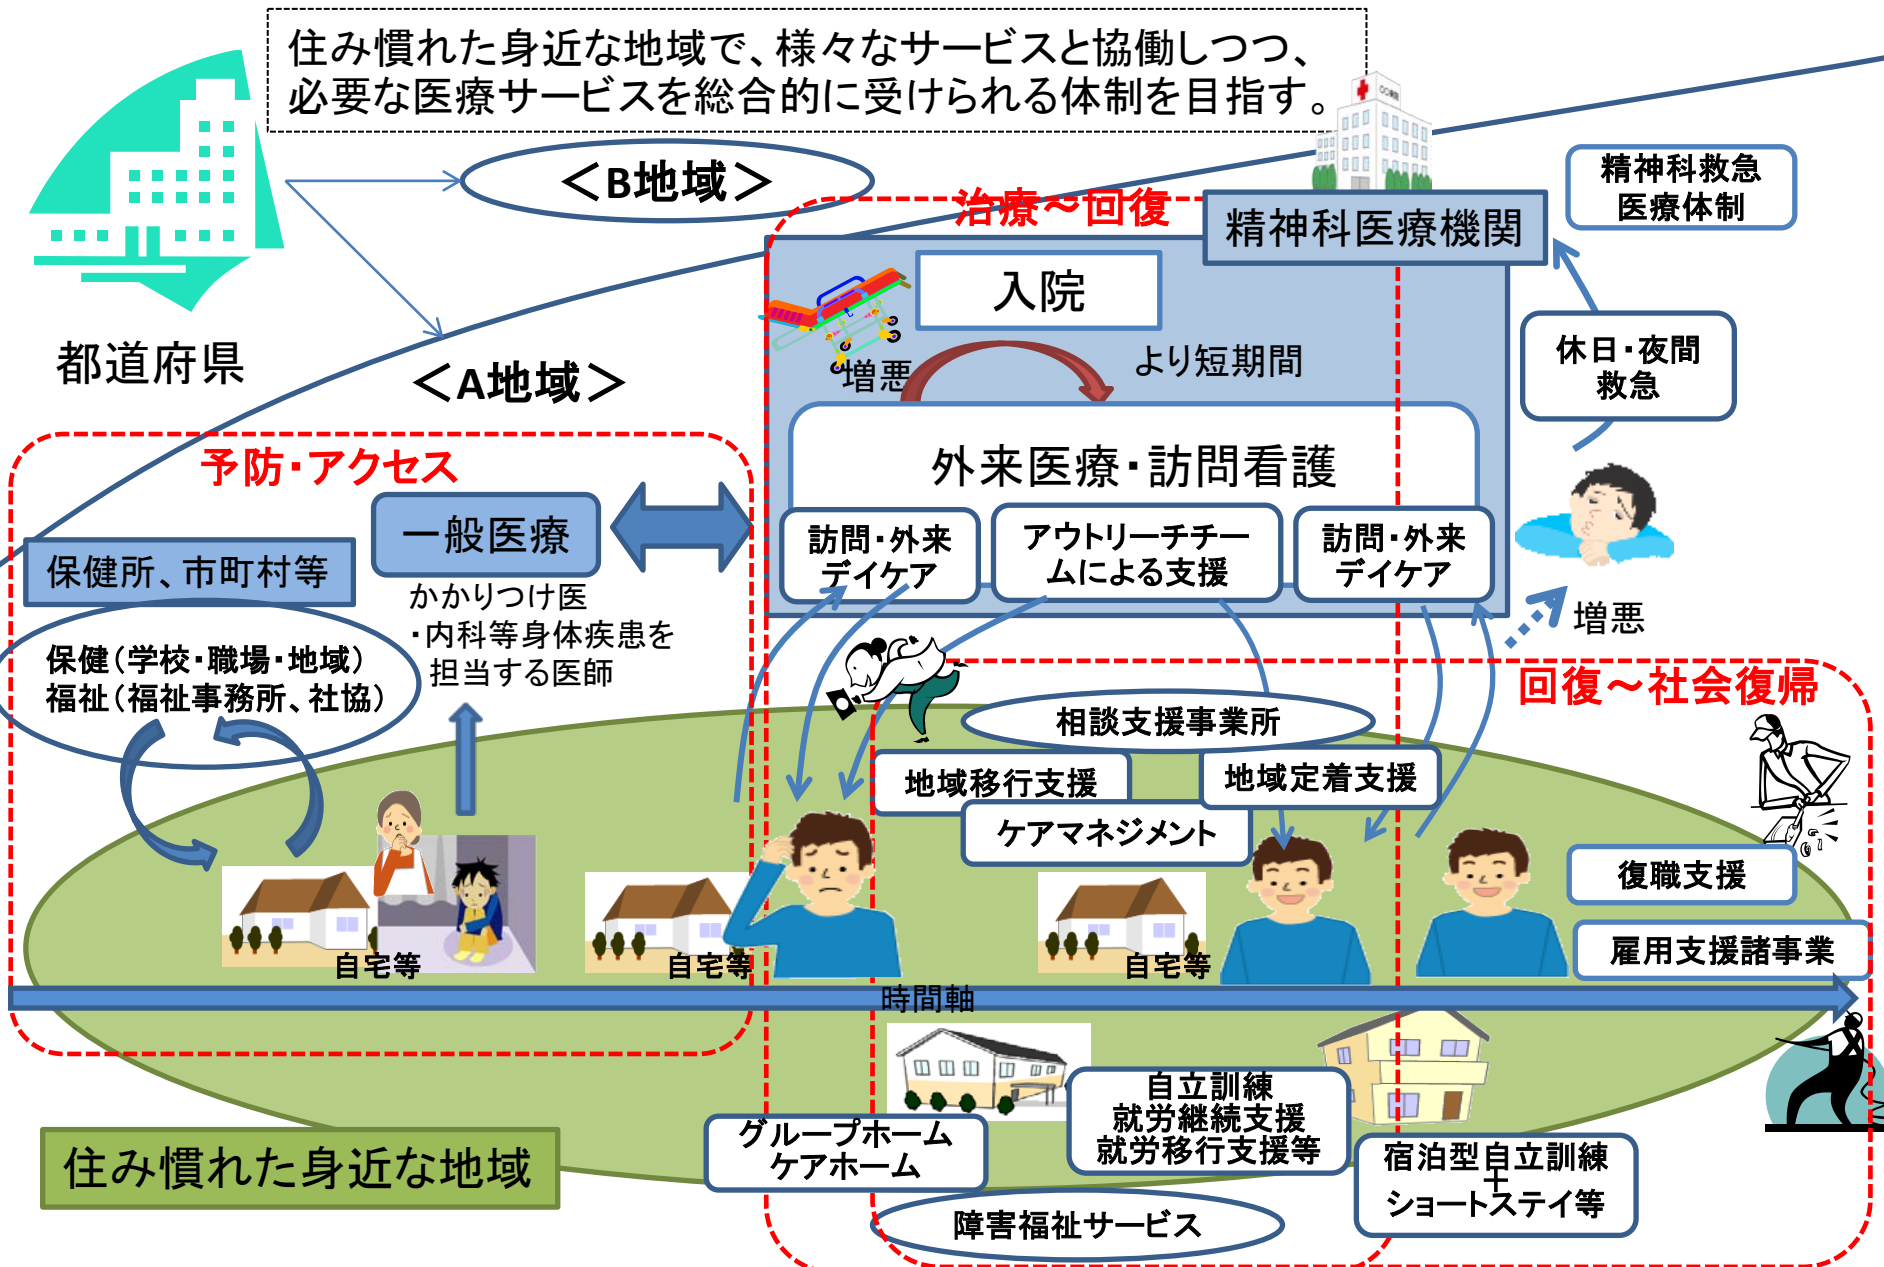 住み慣れた身近な地域で、様々なサービスと協働しつつ、
必要な医療サービスを総合的に受けられる体制を目指す。
＜B地域＞
都道府県
＜A地域＞
治療～回復
精神科医療機関
精神科救急
医療体制
入院
増悪
より短期間
休日・夜間
救急
外来医療・訪問看護
訪問・外来
デイケア
アウトリーチチー
ムによる支援
訪問・外来
デイケア
増悪
予防・アクセス
一般医療
保健所、市町村等
かかりつけ医
・内科等身体疾患を
担当する医師
保健（学校・職場・地域）
福祉（福祉事務所、社協）
回復～社会復帰
相談支援事業所
地域移行支援
地域定着支援
ケアマネジメント
復職支援
雇用支援諸事業
自宅等
自宅等
自宅等
時間軸
自立訓練
就労継続支援
就労移行支援等
グループホーム
ケアホーム
宿泊型自立訓練
＋
ショートステイ等
住み慣れた身近な地域
障害福祉サービス